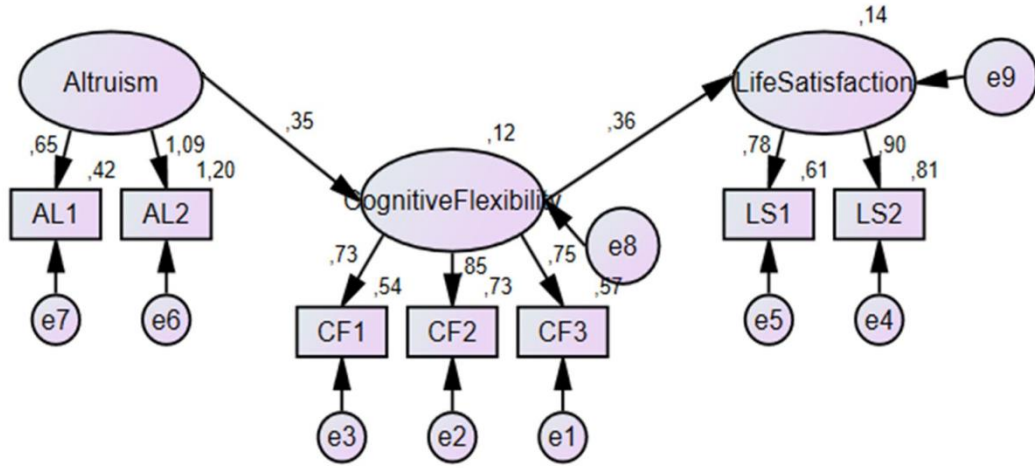 ,14
Altruism
LifeSatisfaction
e9
,35
,36
,12
,65
1,09
,78
,90
,42
1,20
CognitiveFlexibility
,61
,81
AL1
AL2
LS1
LS2
e8
,73
,85
,75
,54
,73
,57
e7
e6
e5
e4
CF1
CF2
CF3
e3
e2
e1